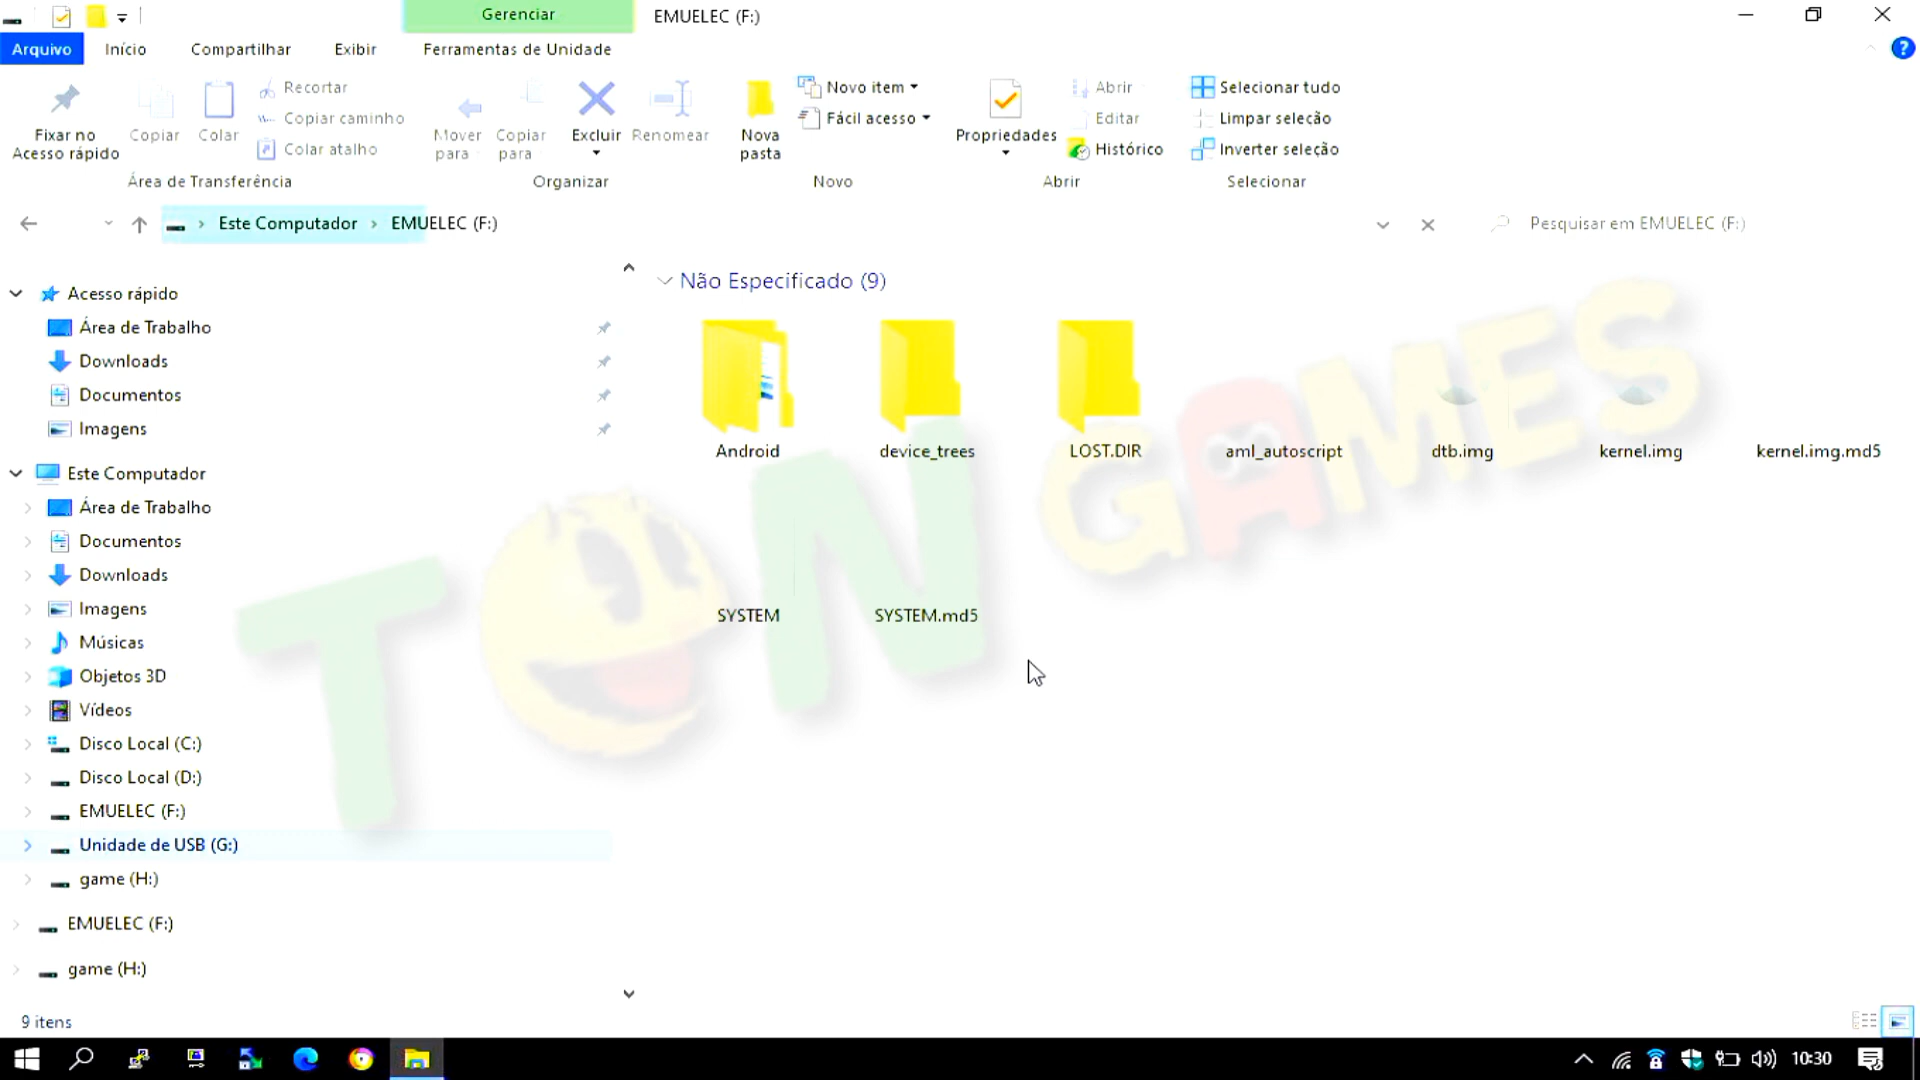 Gerenciar
EMUELEC (F:)
Arquivo
Início
Compartilhar
Exibir
Ferramentas de Unidade
?
Fixar no
Acesso rápido
Copiar
Colar
Recortar
Copiar caminho
Colar atalho
Mover
para
Copiar
para
Excluir
Renomear
Nova
pasta
Novo item
Fácil acesso
Propriedades
Abrir
Editar
Histórico
Selecionar tudo
Limpar seleção
Inverter seleção
Área de Transferência
Organizar
Novo
Abrir
Selecionar
Este Computador
EMUELEC (F:)
Pesquisar em EMUELEC (F:)
Acesso rápido
Área de Trabalho
Downloads
Documentos
Imagens
Este Computador
Área de Trabalho
Documentos
Downloads
Imagens
Músicas
Objetos 3D
Vídeos
Disco Local (C:)
Disco Local (D:)
EMUELEC (F:)
Unidade de USB (G:)
game (H:)
EMUELEC (F:)
game (H:)
Não Especificado (9)
Android
device_trees
LOST.DIR
aml_autoscript
dtb.img
kernel.img
kernel.img.md5
SYSTEM
SYSTEM.md5
TON GAMES
9 itens
10:30